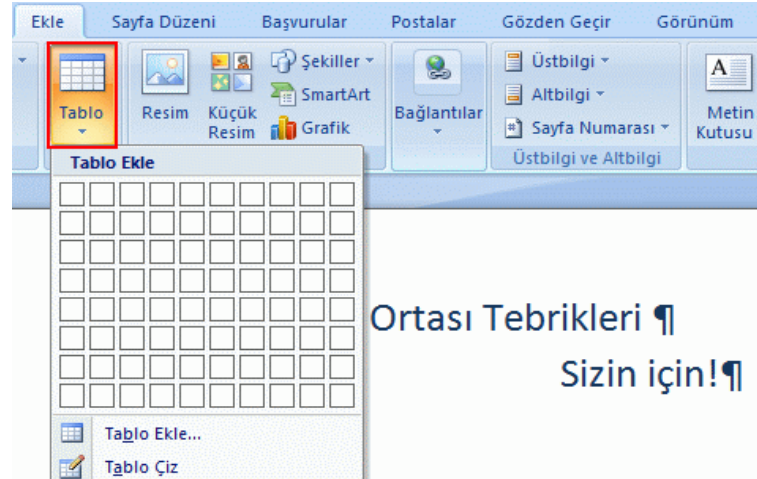 Ekle Sayfa Düzeni Başvurular Postalar Gözden Geçir Görünüm
Tablo
Resim
Küçük
Resim
Şekiller
SmartArt
Grafik
Bağlantılar
Üstbilgi
Altbilgi
Sayfa Numarası
Üstbilgi ve Altbilgi
A
Metin
Kutusu
Tablo Ekle
Tablo Ekle...
Tablo Çiz
Ortası Tebrikleri ¶
Sizin için!¶